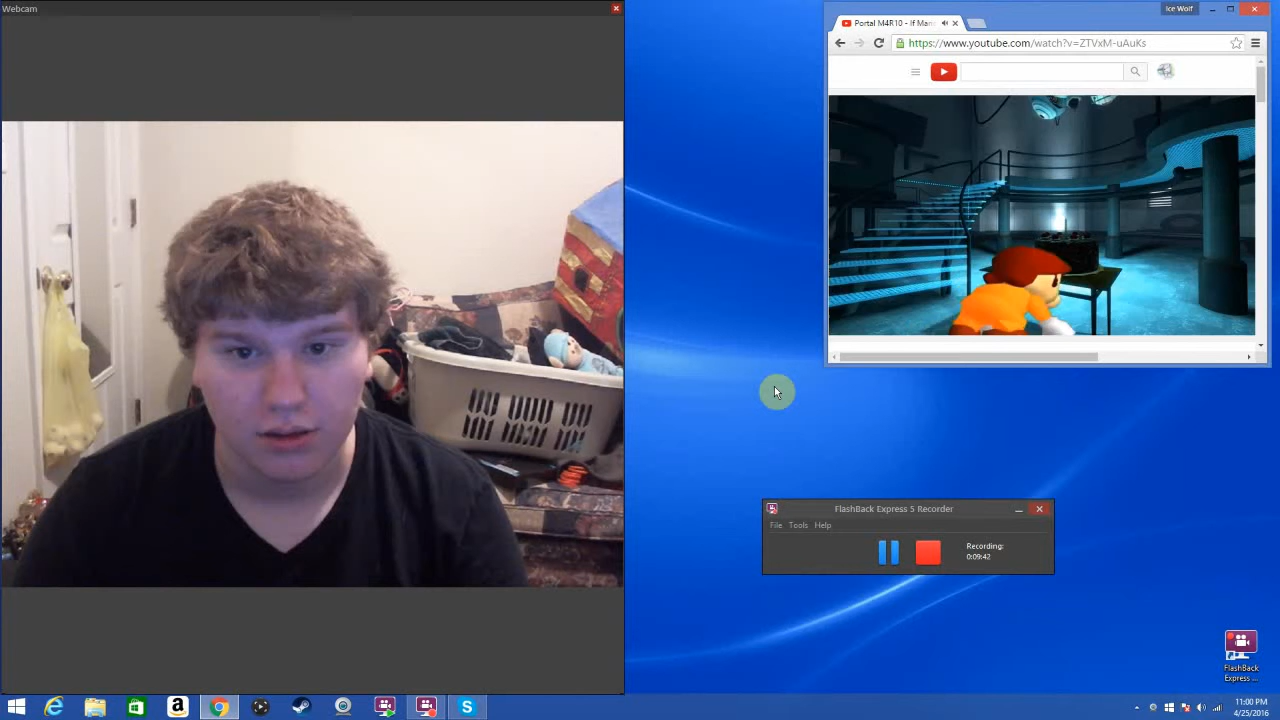 Webcam
Ice Wolf
Portal M4R10 - If Mari
https://www.youtube.com/watch?v=ZTVxM-uAuKs
FlashBack Express 5 Recorder
File Tools Help
Recording:
0:09:42
FlashBack
Express ...
11:00 PM
4/25/2016